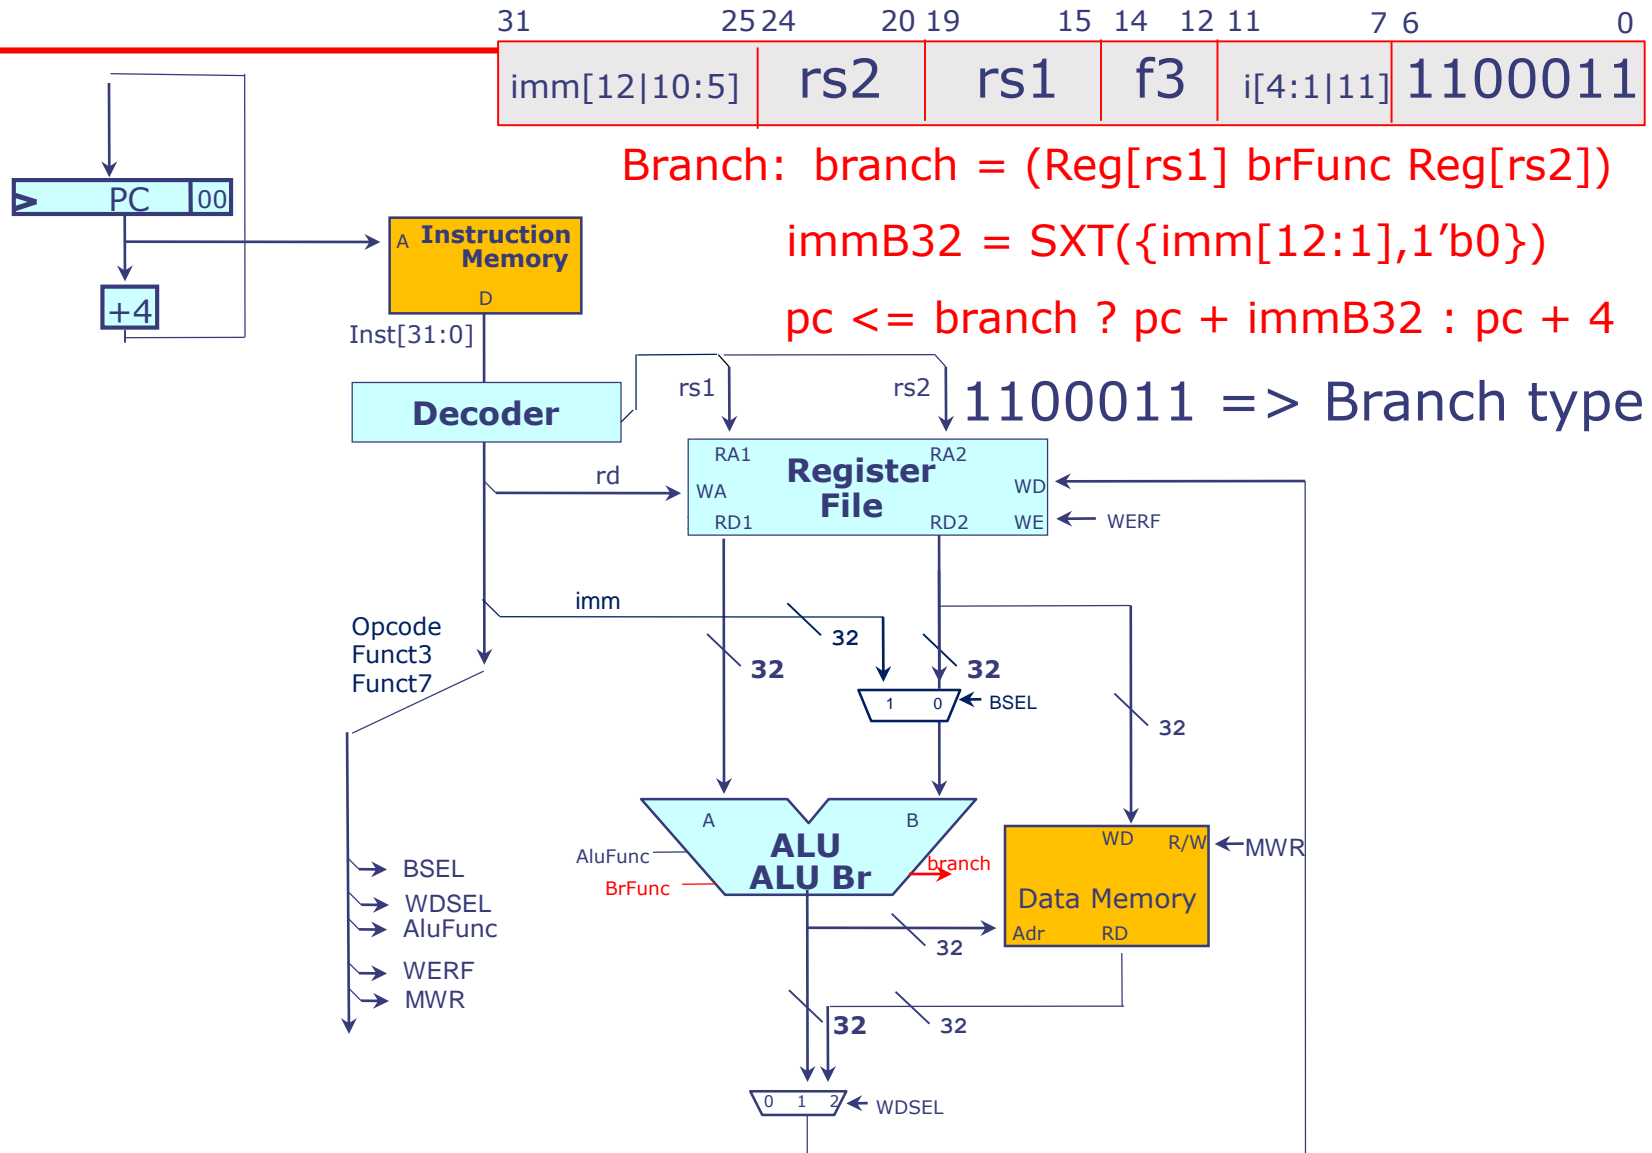 31 25 24 20 19 15 14 12 11 7 6 0
imm[12|10:5] rs2 rs1 f3 i[4:1|11] 1100011
Branch: branch = (Reg[rs1] brFunc Reg[rs2])
PC 00
immB32 = SXT({imm[12:1],1’b0})
A Instruction
Memory
D
+4
pc <= branch ? pc + immB32 : pc + 4
Inst[31:0]
rs1 rs2
1100011 => Branch type
Decoder
RA1 RA2
Register
File
rd
WA
WD
RD1 RD2 WE
WERF
imm
32
Opcode
Funct3
Funct7
32
32
1 0
BSEL
32
A B
ALU
ALU Br
AluFunc
BrFunc
branch
WD R/W
MWR
Data Memory
Adr RD
BSEL
WDSEL
AluFunc
WERF
MWR
32
32
32
0 1 2
WDSEL